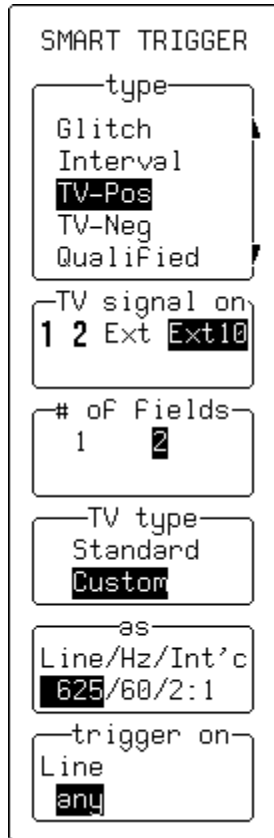 SMART TRIGGER
type
Glitch
Interval
TV-Pos
TV-Neg
Qualified
TV signal on
1 2 Ext Ext10
# of fields
1 2
TV type
Standard
Custom
as
Line/Hz/Int'c
625/60/2:1
trigger on
Line
any